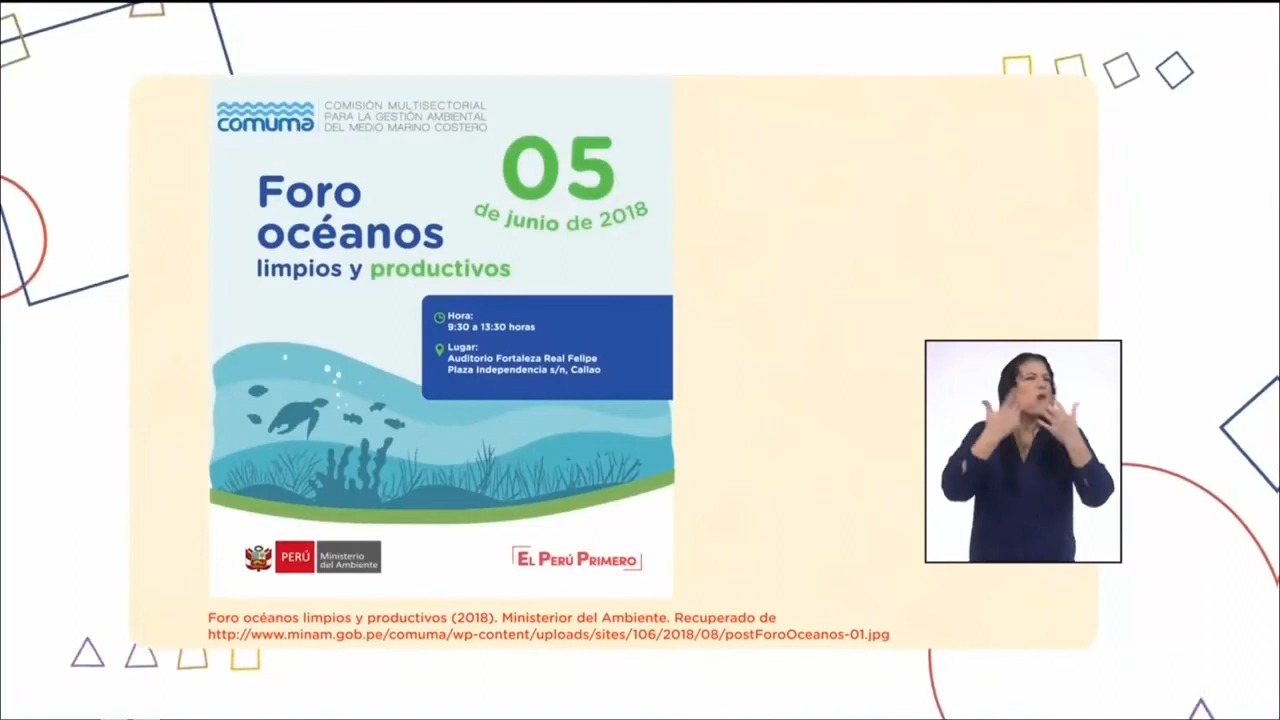 comuma
COMISIÓN MULTISECTORIAL
PARA LA GESTIÓN AMBIENTAL
DEL MEDIO MARINO COSTERO
05
de junio de 2018
Foro
océanos
limpios y productivos
Hora:
9:30 a 13:30 horas
Lugar:
Auditorio Fortaleza Real Felipe
Plaza Independencia s/n, Callao
PERÚ
Ministerio
del Ambiente
EL PERÚ PRIMERO
Foro océanos limpios y productivos (2018). Ministerior del Ambiente. Recuperado de
http://www.minam.gob.pe/comuma/wp-content/uploads/sites/106/2018/08/postForoOceanos-01.jpg